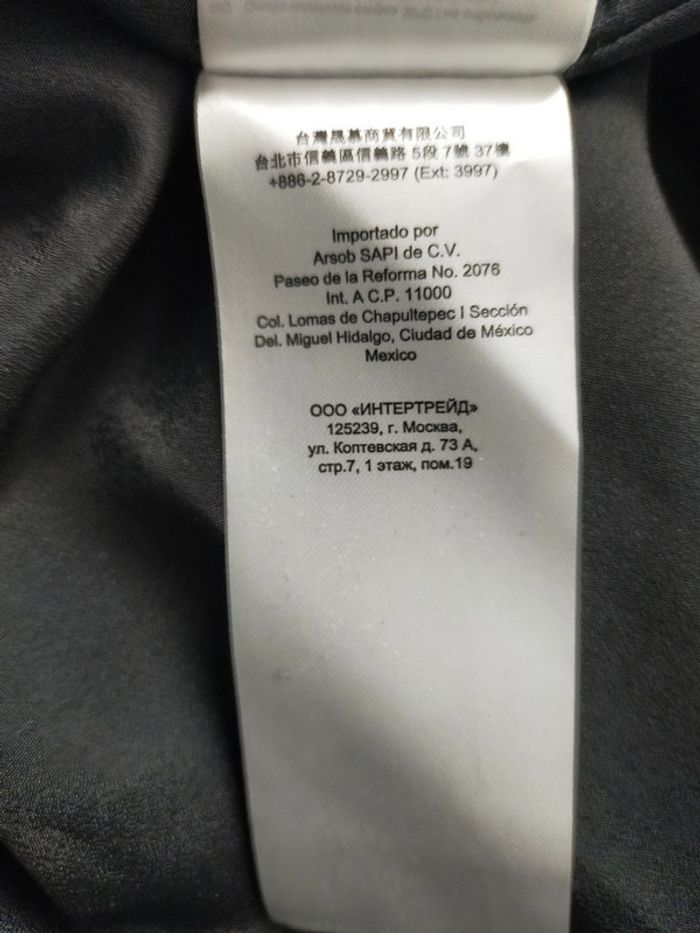 台灣晟碁商貿有限公司
台北市信義區信義路 5段 7號 37樓
+886-2-8729-2997 (Ext: 3997)
Importado por
Arsob SAPI de C.V.
Paseo de la Reforma No. 2076
Int. A C.P. 11000
Col. Lomas de Chapultepec I Sección
Del. Miguel Hidalgo, Ciudad de México
Mexico
ООО «ИНТЕРТРЕЙД»
125239, г. Москва,
ул. Коптевская д. 73 А,
стр.7, 1 этаж, пом.19